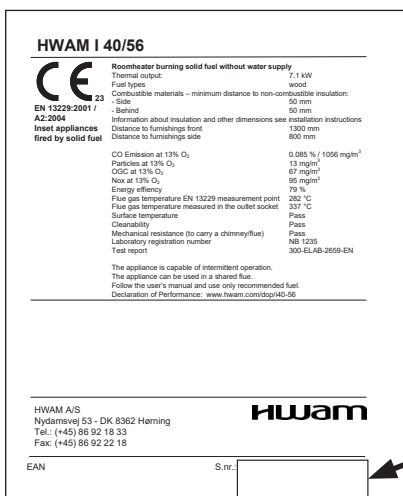 HWAM I 40/56
CE
23
EN 13229:2001 /
A2:2004
Inset appliances
fired by solid fuel
Roomheater burning solid fuel without water supply
Thermal output: 7.1 kW
Fuel types wood
Combustible materials – minimum distance to non-combustible insulation:
- Side 50 mm
- Behind 50 mm
Information about insulation and other dimensions see installation instructions
Distance to furnishings front 1300 mm
Distance to furnishings side 800 mm
CO Emission at 13% O₂ 0.085 % / 1056 mg/m³
Particles at 13% O₂ 13 mg/m³
OGC at 13% O₂ 67 mg/m³
Nox at 13% O₂ 95 mg/m³
Energy effiency 79 %
Flue gas temperature EN 13229 measurement point 282 °C
Flue gas temperature measured in the outlet socket 337 °C
Surface temperature Pass
Cleanability Pass
Mechanical resistance (to carry a chimney/flue) Pass
Laboratory registration number NB 1235
Test report 300-ELAB-2659-EN
The appliance is capable of intermittent operation.
The appliance can be used in a shared flue.
Follow the user's manual and use only recommended fuel.
Declaration of Performance: www.hwam.com/dop/i40-56
HWAM A/S
Nydamsvej 53 - DK 8362 Hørning
Tel.: (+45) 86 92 18 33
Fax: (+45) 86 92 22 18
Hwam
EAN S.nr.: